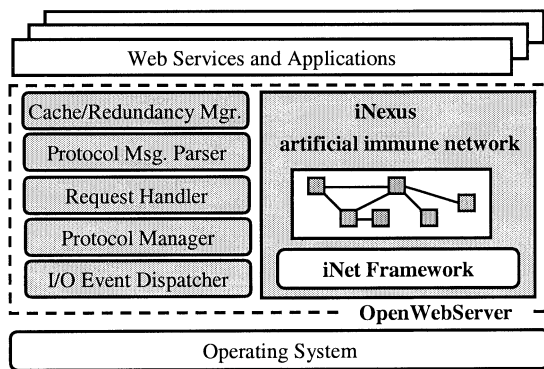 Web Services and Applications
Cache/Redundancy Mgr.
Protocol Msg. Parser
Request Handler
Protocol Manager
I/O Event Dispatcher
iNexus
artificial immune network
iNet Framework
OpenWebServer
Operating System